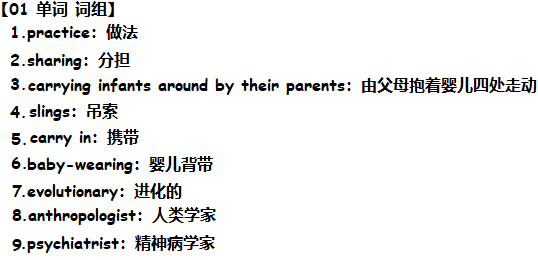 【01 单词 词组】
1.practice：做法
2.sharing：分担
3.carrying infants around by their parents：由父母抱着婴儿四处走动
4.slings：吊索
5.carry in：携带
6.baby-wearing：婴儿背带
7.evolutionary：进化的
8.anthropologist：人类学家
9.psychiatrist：精神病学家